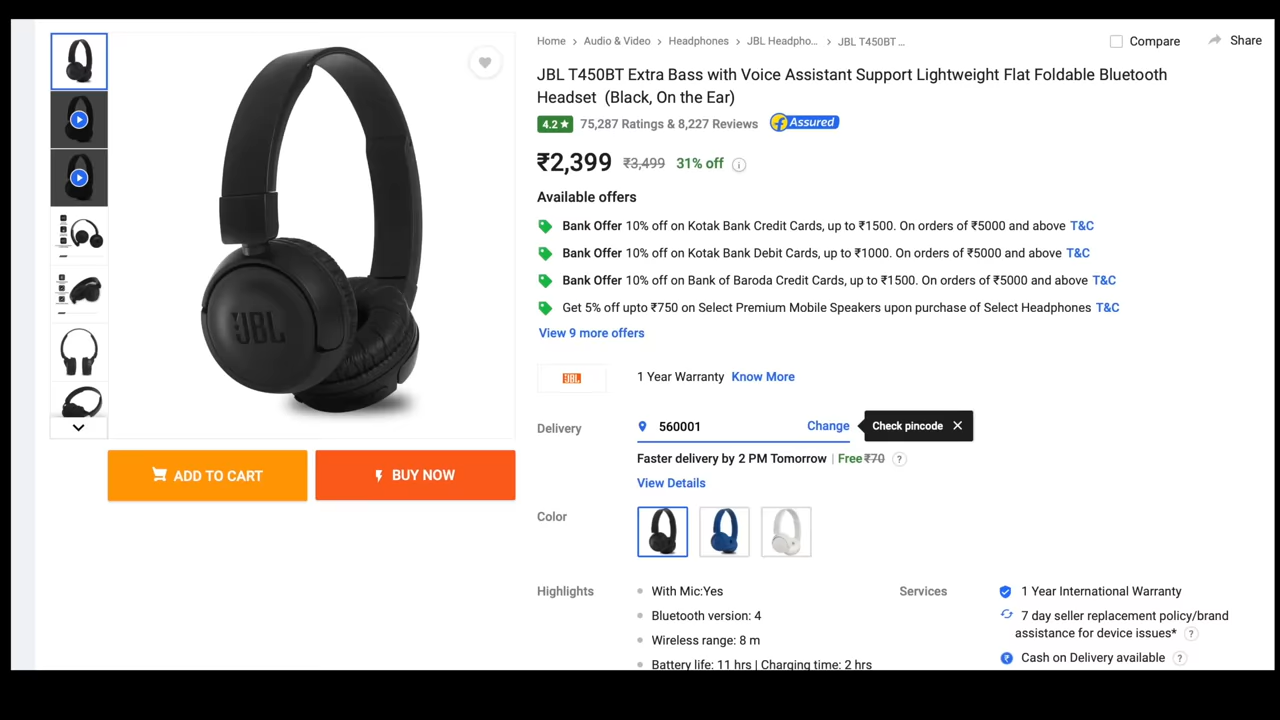 Home > Audio & Video > Headphones > JBL Headpho... > JBL T450BT ...
Compare
Share
JBL T450BT Extra Bass with Voice Assistant Support Lightweight Flat Foldable Bluetooth
Headset (Black, On the Ear)
4.2★ 75,287 Ratings & 8,227 Reviews Assured
₹2,399 ₹3,499 31% off
Available offers
Bank Offer 10% off on Kotak Bank Credit Cards, up to ₹1500. On orders of ₹5000 and above T&C
Bank Offer 10% off on Kotak Bank Debit Cards, up to ₹1000. On orders of ₹5000 and above T&C
Bank Offer 10% off on Bank of Baroda Credit Cards, up to ₹1500. On orders of ₹5000 and above T&C
Get 5% off upto ₹750 on Select Premium Mobile Speakers upon purchase of Select Headphones T&C
View 9 more offers
JBL
JBL
1 Year Warranty Know More
Delivery
560001
Change
Check pincode ✕
Faster delivery by 2 PM Tomorrow | Free ₹70 ?
View Details
ADD TO CART
BUY NOW
Color
Highlights
With Mic:Yes
Bluetooth version: 4
Wireless range: 8 m
Battery life: 11 hrs | Charging time: 2 hrs
Services
1 Year International Warranty
7 day seller replacement policy/brand
assistance for device issues* ?
Cash on Delivery available ?